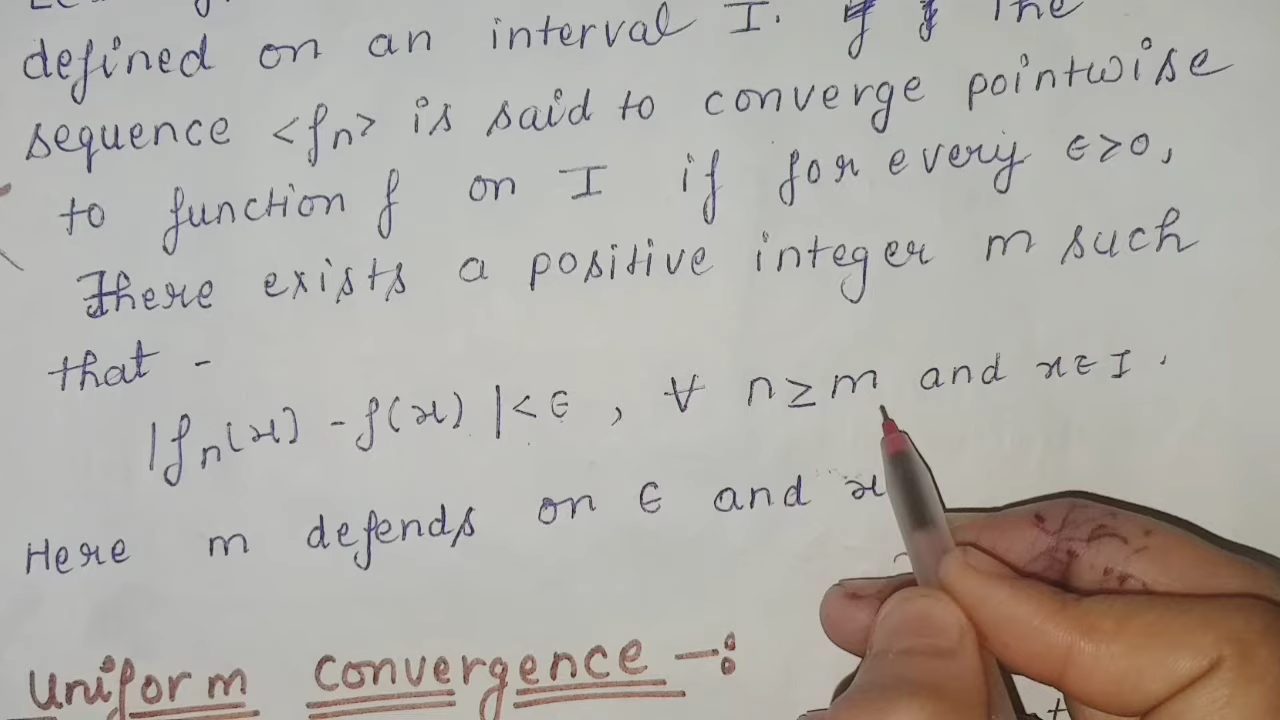 defined on an interval I. The
sequence <fn> is said to converge pointwise
to function f on I if for every ϵ>0,
There exists a positive integer m such
that -
|fn(x) - f(x)| < ϵ, ∀ n≥m and x∈I.
Here m defends on ϵ and x
Uniform convergence -: